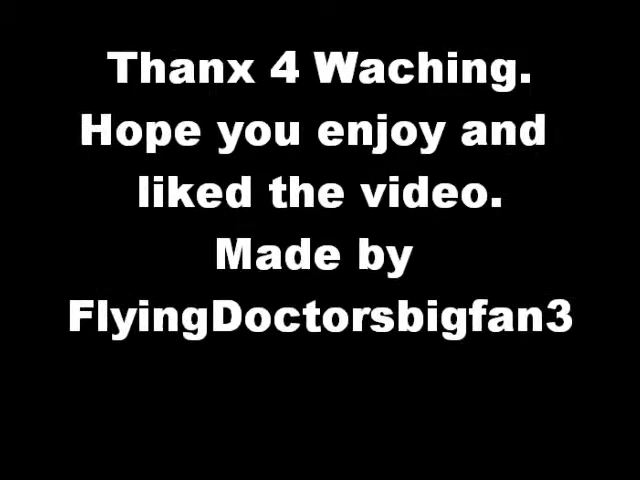 Thanx 4 Waching.
Hope you enjoy and
liked the video.
Made by
FlyingDoctorsbigfan3